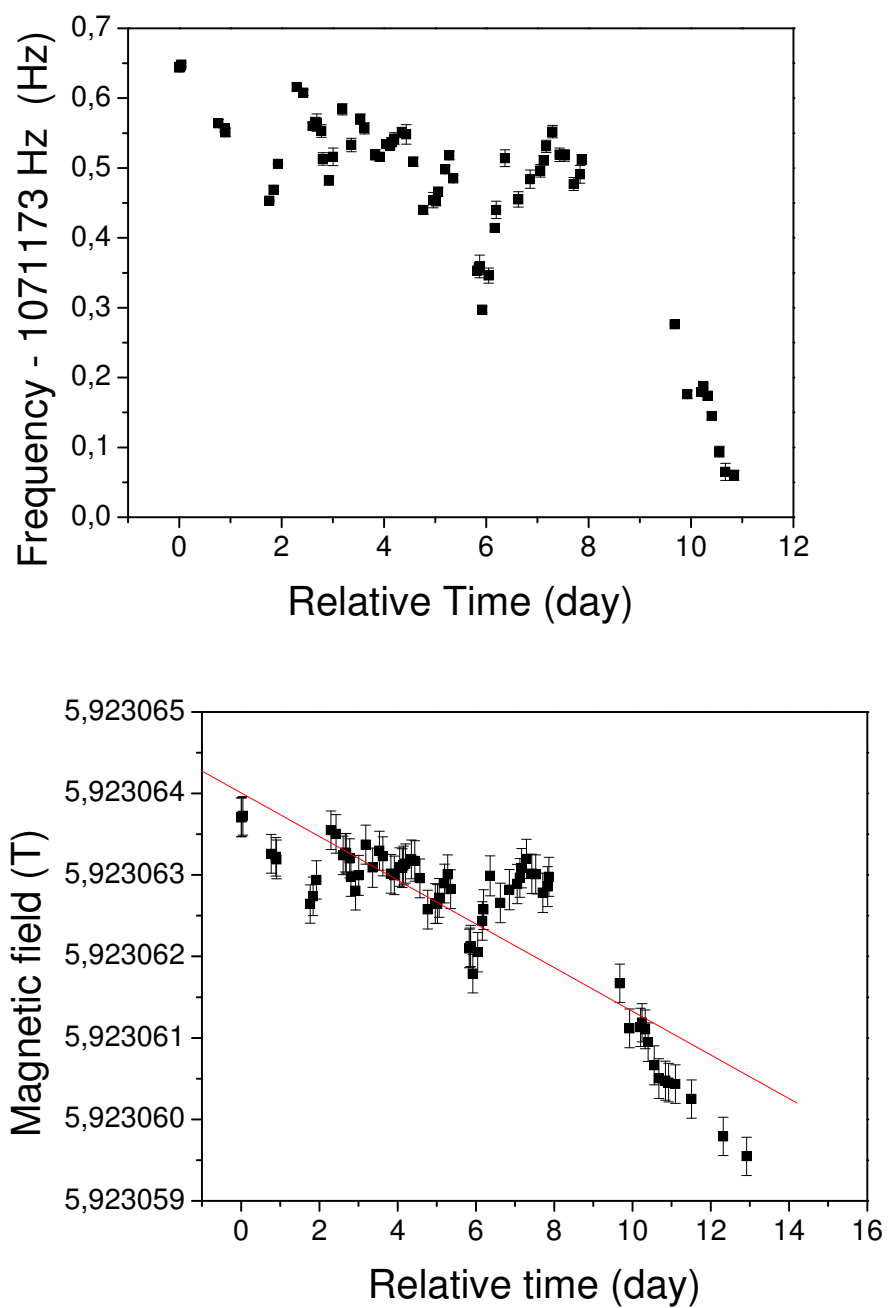 0,7
0,6
0,5
0,4
0,3
0,2
0,1
0,0
Frequency - 1071173 Hz (Hz)
0 2 4 6 8 10 12
Relative Time (day)
5,923065
5,923064
5,923063
5,923062
5,923061
5,923060
5,923059
Magnetic field (T)
0 2 4 6 8 10 12 14 16
Relative time (day)